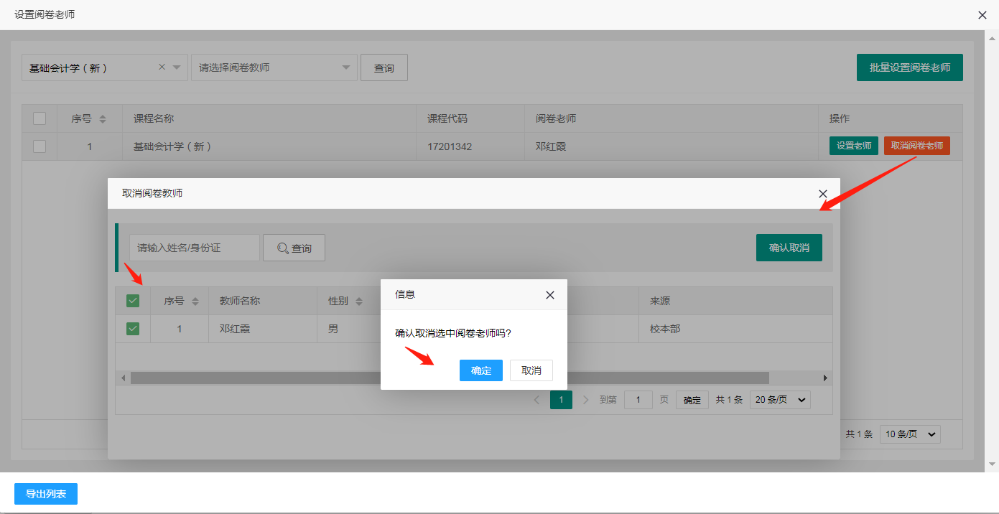 设置阅卷老师
基础会计学（新） 请选择阅卷教师 查询 批量设置阅卷老师
序号 课程名称 课程代码 阅卷老师 操作
1 基础会计学（新） 17201342 邓红霞 设置老师 取消阅卷老师
取消阅卷教师
请输入姓名/身份证 查询 确认取消
序号 教师名称 性别 来源
1 邓红霞 男 校本部
信息
确认取消选中阅卷老师吗?
确定 取消
1 到第 1 页 确定 共 1 条 20 条/页
共 1 条 10 条/页
导出列表